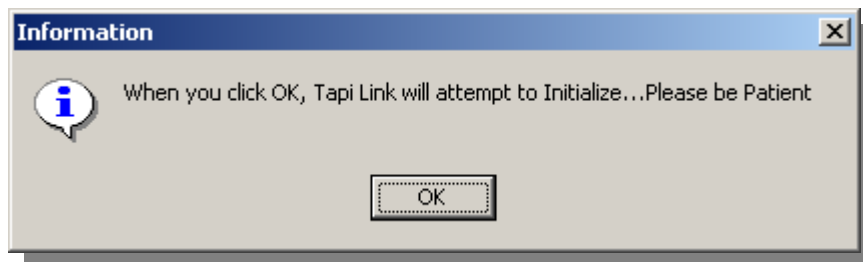 Information
When you click OK, Tapi Link will attempt to Initialize...Please be Patient
OK